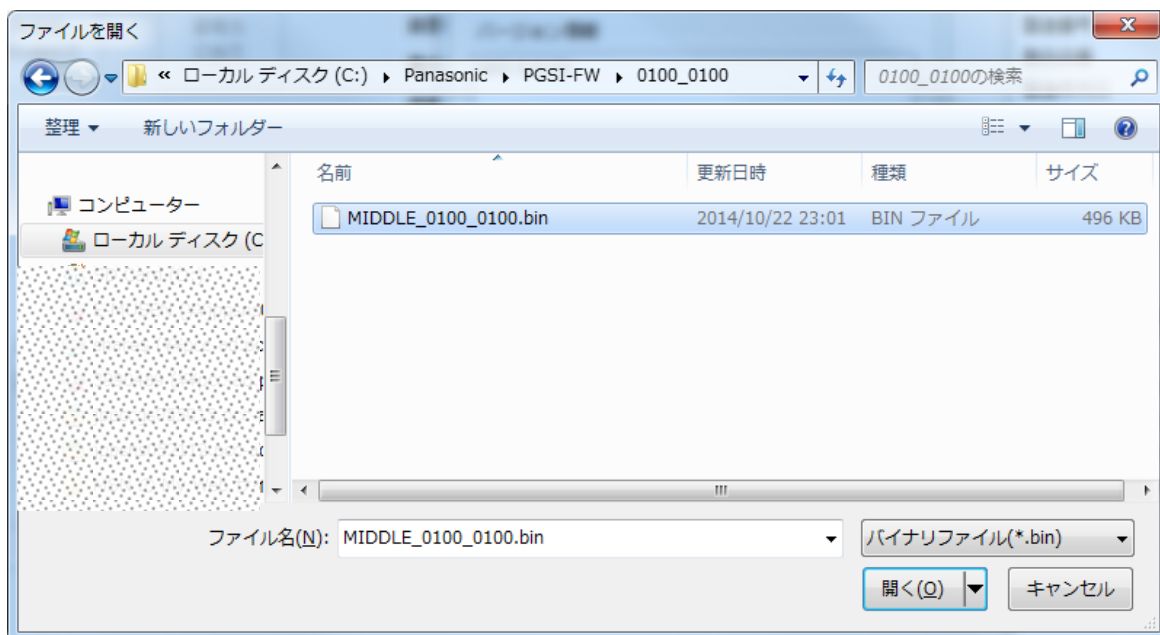 ファイルを開く
« ローカル ディスク (C:) ▸ Panasonic ▸ PGSI-FW ▸ 0100_0100
0100_0100の検索
整理 ▼ 新しいフォルダー
名前 更新日時 種類 サイズ
コンピューター
MIDDLE_0100_0100.bin 2014/10/22 23:01 BIN ファイル 496 KB
ローカル ディスク (C
ファイル名(N): MIDDLE_0100_0100.bin バイナリファイル(*.bin)
開く(O) キャンセル